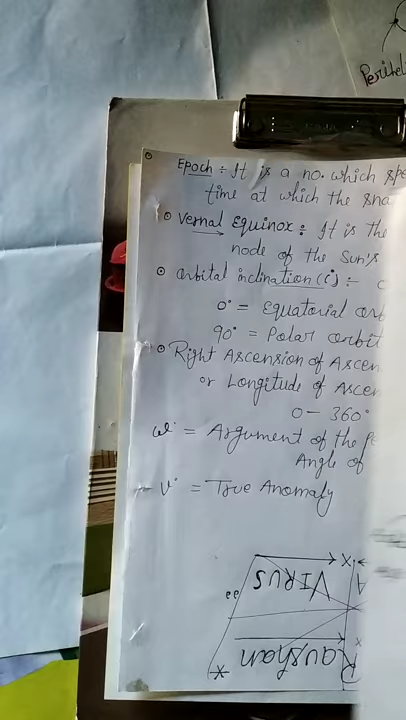 Perihel
Epoch ÷ It is a no. which spe
time at which the sna
Vernal Equinox : It is the
node of the Sun's
orbital inclination (i) :- c
0° = Equatorial orb
90° = Polar orbit
Right Ascension of Ascen
or Longitude of Ascen
0 - 360°
ω° = Argument of the Pe
Angle of
V° = True Anomaly
VIRUS
Raushan